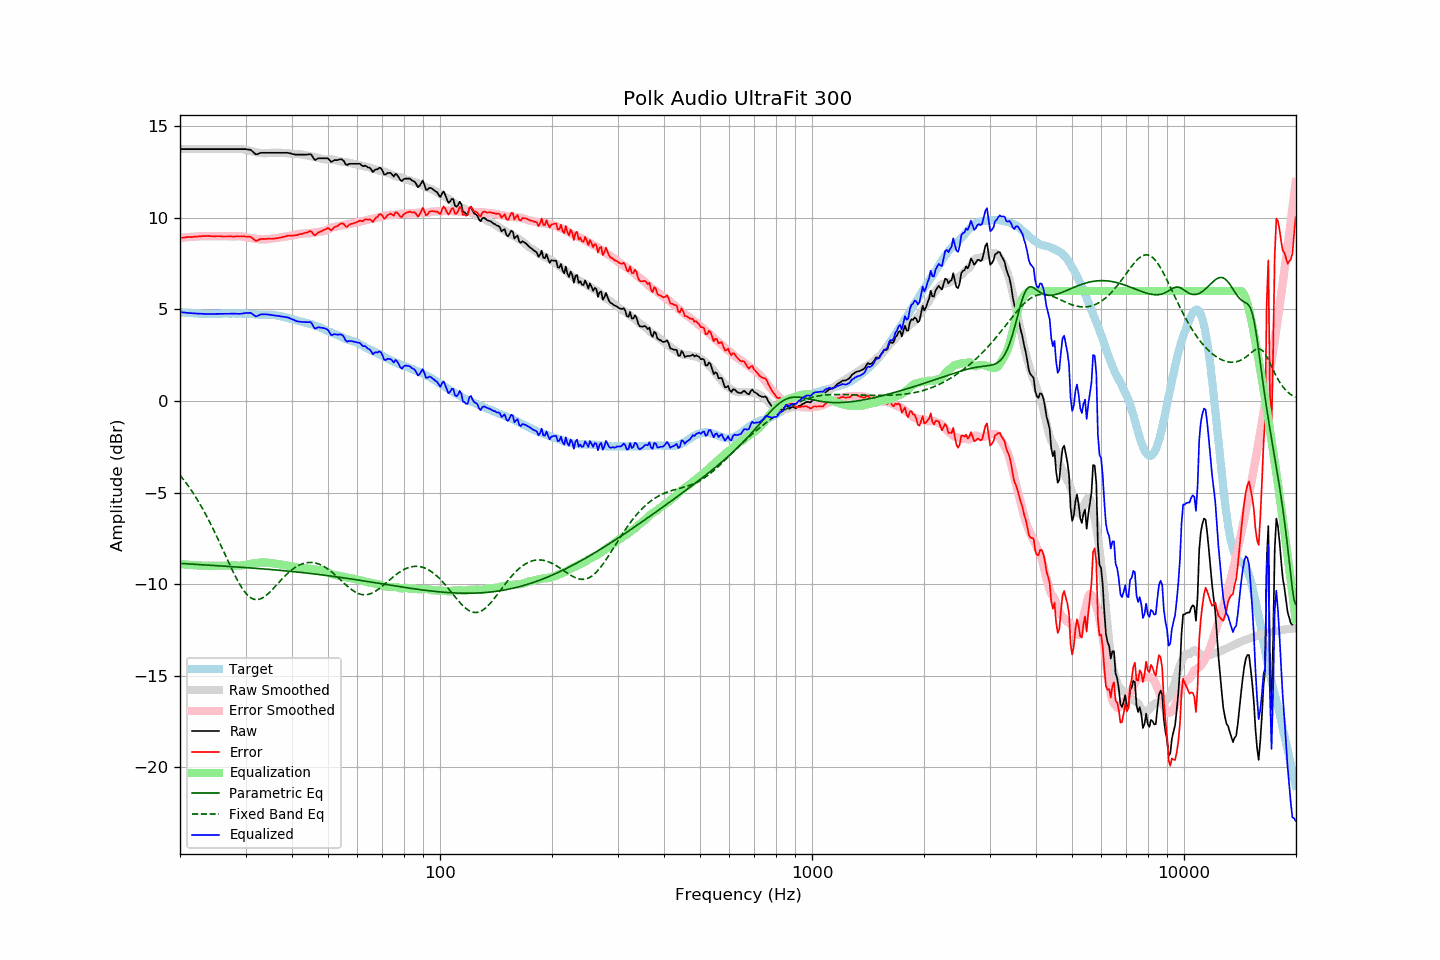 Polk Audio UltraFit 300
Amplitude (dBr)
15
10
5
0
−5
−10
−15
−20
Target
Raw Smoothed
Error Smoothed
Raw
Error
Equalization
Parametric Eq
Fixed Band Eq
Equalized
100
1000
10000
Frequency (Hz)